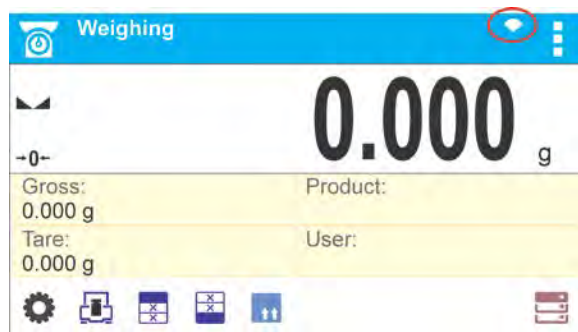 Weighing
0.000 g
→0←
Gross:
0.000 g
Product:
Tare:
0.000 g
User: